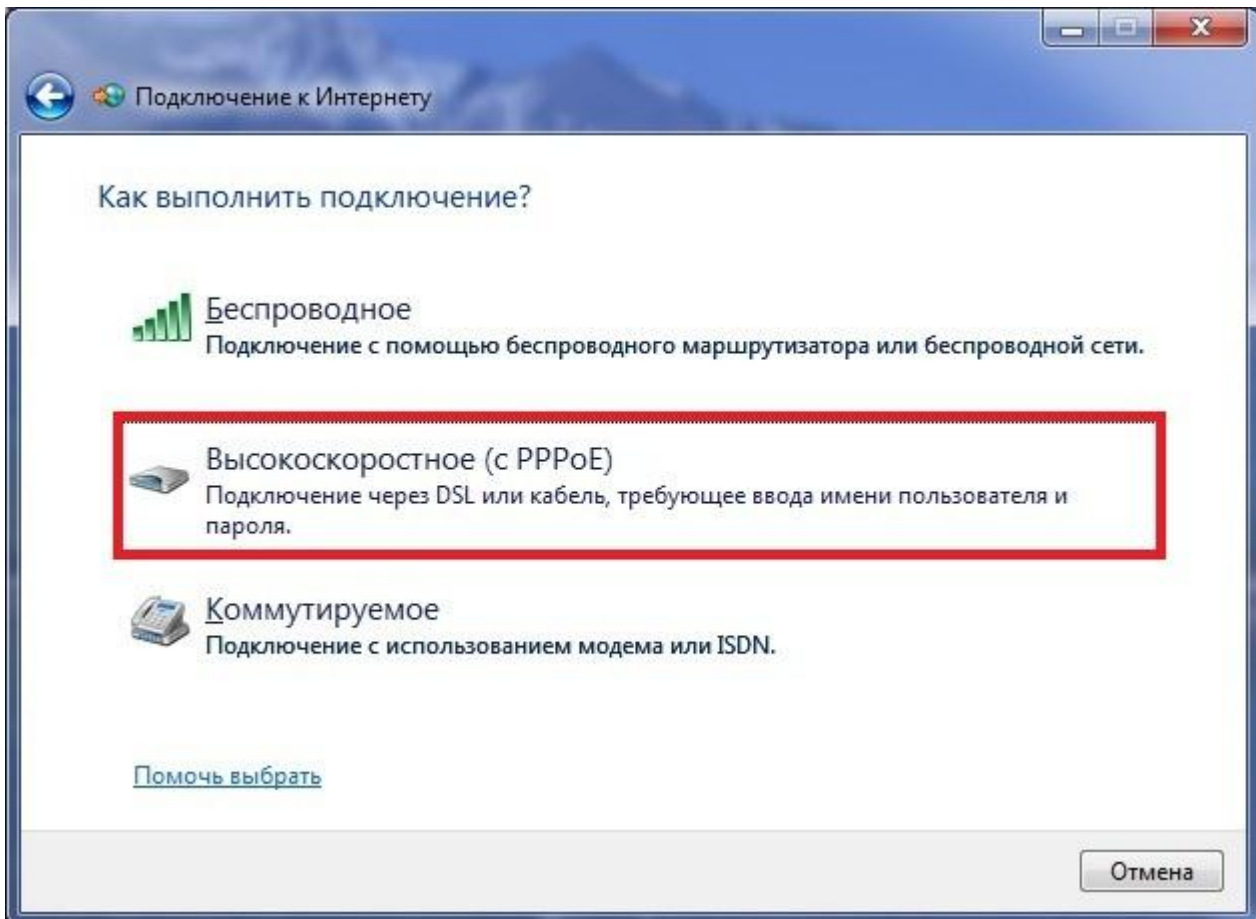 Подключение к Интернету
Как выполнить подключение?
Беспроводное
Подключение с помощью беспроводного маршрутизатора или беспроводной сети.
Высокоскоростное (с PPPoE)
Подключение через DSL или кабель, требующее ввода имени пользователя и
пароля.
Коммутируемое
Подключение с использованием модема или ISDN.
Помочь выбрать
Отмена